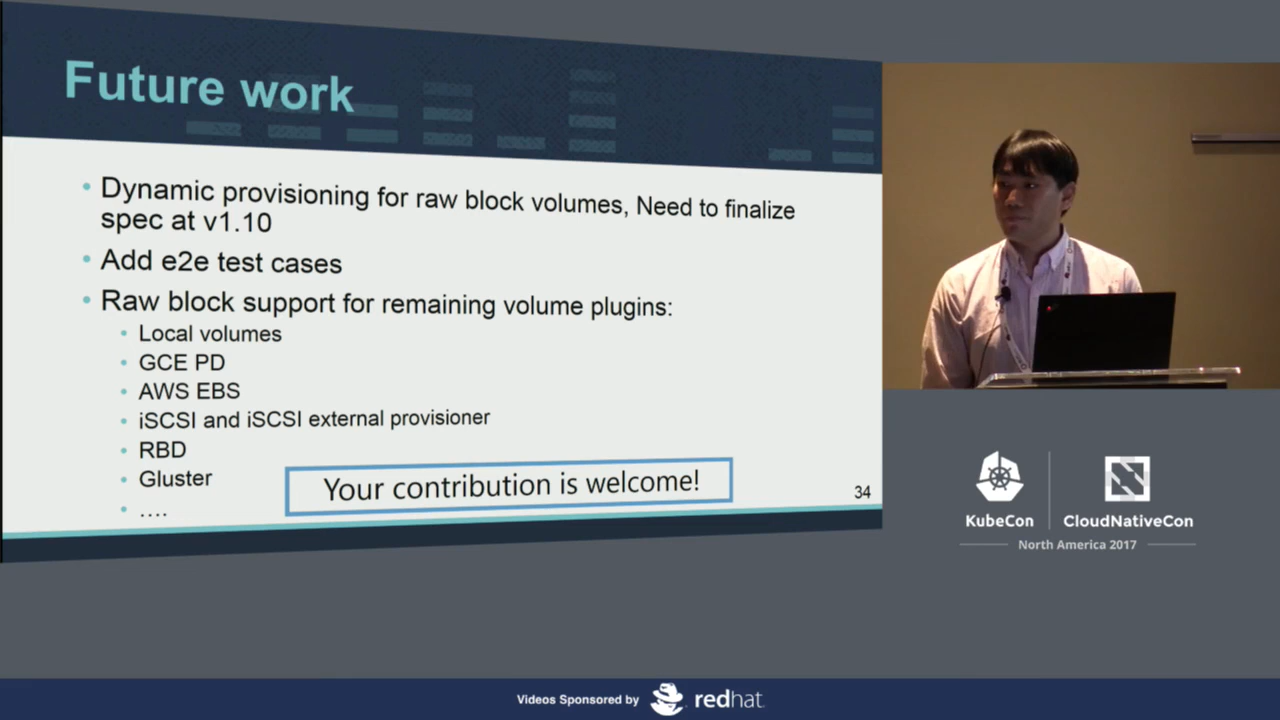 Future work
Dynamic provisioning for raw block volumes, Need to finalize
spec at v1.10
Add e2e test cases
Raw block support for remaining volume plugins:
Local volumes
GCE PD
AWS EBS
iSCSI and iSCSI external provisioner
RBD
Gluster
....
Your contribution is welcome!
34
KubeCon
CloudNativeCon
North America 2017
Videos Sponsored by
redhat.